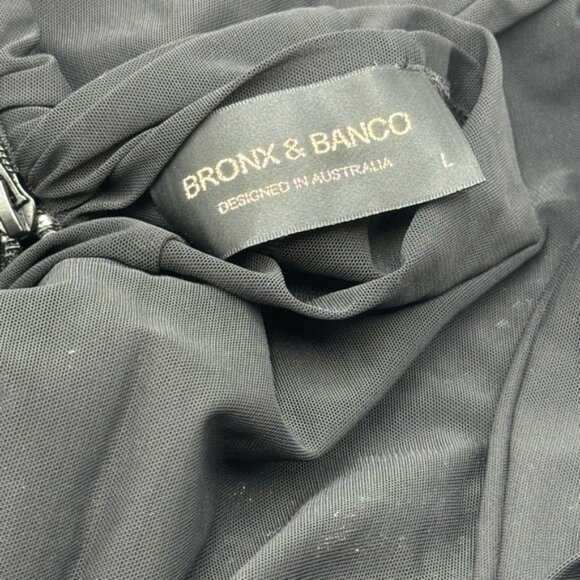 BRONX & BANCO
DESIGNED IN AUSTRALIA
L